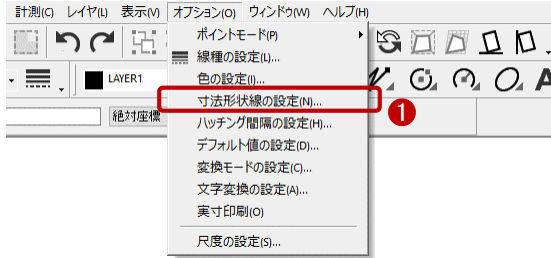 計測(C) レイヤ(L) 表示(V) オプション(O) ウィンドウ(W) ヘルプ(H)
ポイントモード(P)
線種の設定(L)...
色の設定(I)...
LAYER1
寸法形状線の設定(N)...
1
絶対座標
ハッチング間隔の設定(H)...
デフォルト値の設定(D)...
変換モードの設定(C)...
文字変換の設定(A)...
実寸印刷(O)
尺度の設定(S)...
A